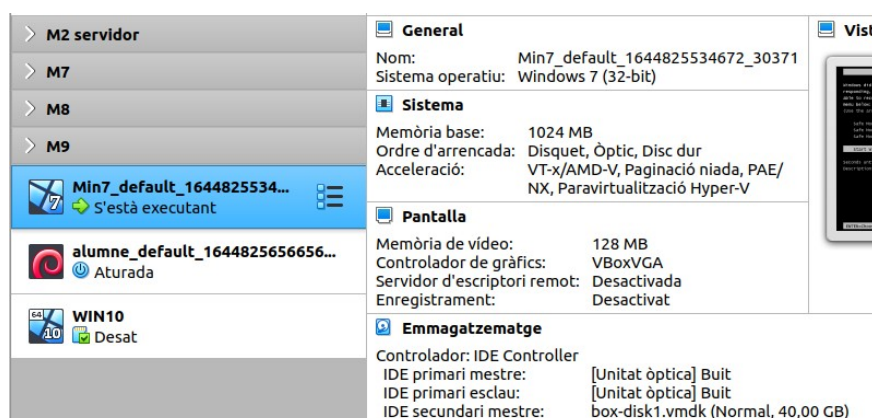 M2 servidor
M7
M8
M9
Min7_default_1644825534...
S'està executant
alumne_default_1644825656656...
Aturada
64
10
WIN10
Desat
7
General
Nom: Min7_default_1644825534672_30371
Sistema operatiu: Windows 7 (32-bit)
Sistema
Memòria base: 1024 MB
Ordre d'arrencada: Disquet, Òptic, Disc dur
Acceleració: VT-x/AMD-V, Paginació niada, PAE/
NX, Paravirtualització Hyper-V
Pantalla
Memòria de vídeo: 128 MB
Controlador de gràfics: VBoxVGA
Servidor d'escriptori remot: Desactivada
Enregistrament: Desactivat
Emmagatzematge
Controlador: IDE Controller
IDE primari mestre: [Unitat òptica] Buit
IDE primari esclau: [Unitat òptica] Buit
IDE secundari mestre: box-disk1.vmdk (Normal, 40,00 GB)
Vist